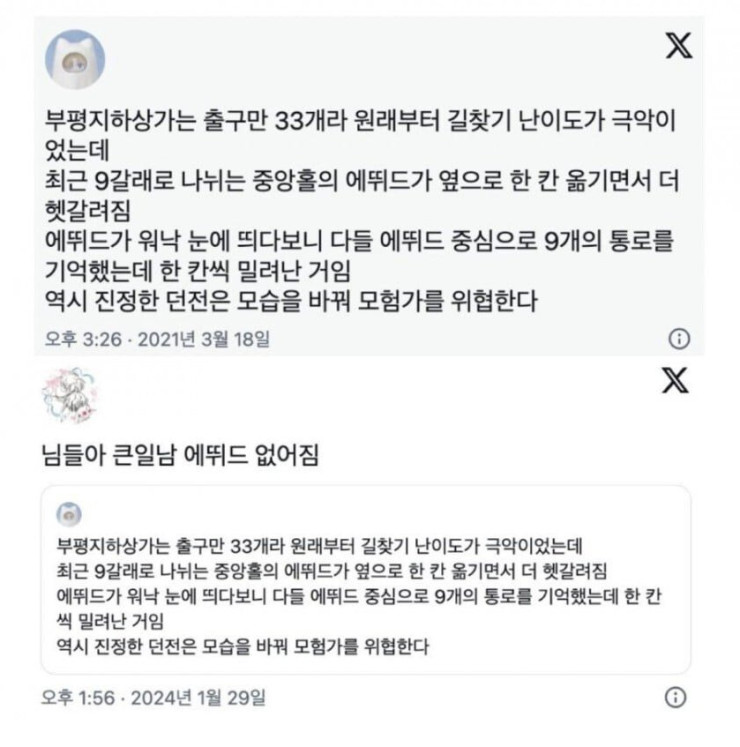 부평지하상가는 출구만 33개라 원래부터 길찾기 난이도가 극악이
었는데
최근 9갈래로 나뉘는 중앙홀의 에뛰드가 옆으로 한 칸 옮기면서 더
헷갈려짐
에뛰드가 워낙 눈에 띄다보니 다들 에뛰드 중심으로 9개의 통로를
기억했는데 한 칸씩 밀려난 거임
역시 진정한 던전은 모습을 바꿔 모험가를 위협한다
오후 3:26 · 2021년 3월 18일
님들아 큰일남 에뛰드 없어짐
부평지하상가는 출구만 33개라 원래부터 길찾기 난이도가 극악이었는데
최근 9갈래로 나뉘는 중앙홀의 에뛰드가 옆으로 한 칸 옮기면서 더 헷갈려짐
에뛰드가 워낙 눈에 띄다보니 다들 에뛰드 중심으로 9개의 통로를 기억했는데 한 칸
씩 밀려난 거임
역시 진정한 던전은 모습을 바꿔 모험가를 위협한다
오후 1:56 · 2024년 1월 29일